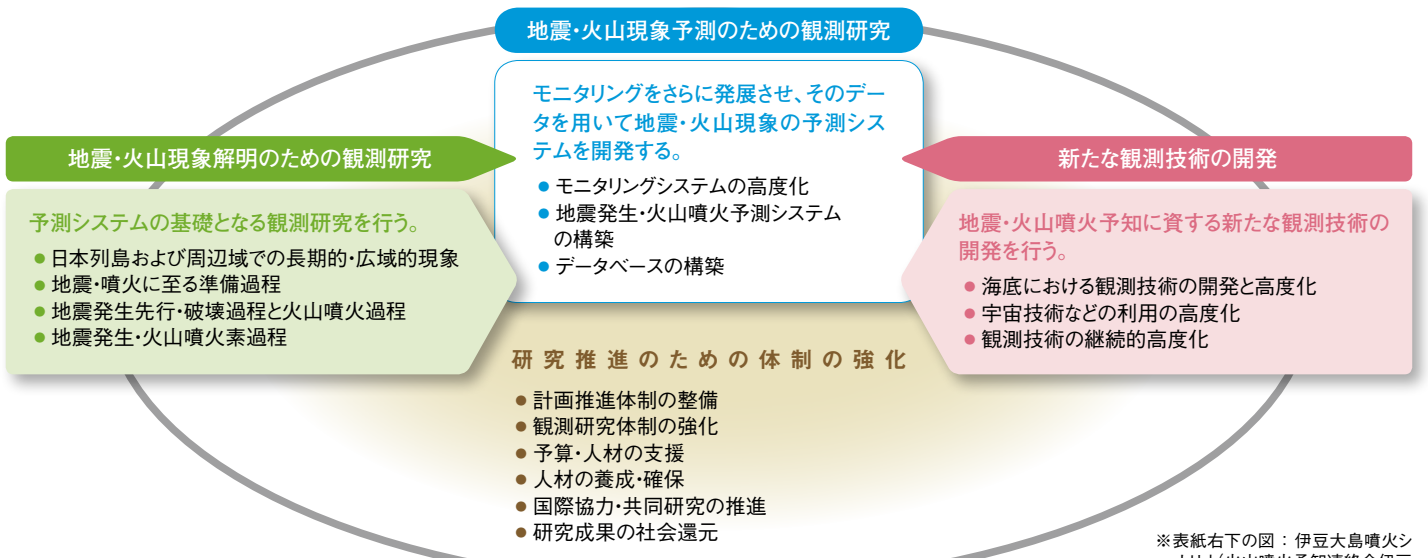 地震・火山現象予測のための観測研究
モニタリングをさらに発展させ、そのデー
タを用いて地震・火山現象の予測シス
テムを開発する。
● モニタリングシステムの高度化
● 地震発生・火山噴火予測システム
の構築
● データベースの構築
地震・火山現象解明のための観測研究
予測システムの基礎となる観測研究を行う。
● 日本列島および周辺域での長期的・広域的現象
● 地震・噴火に至る準備過程
● 地震発生先行・破壊過程と火山噴火過程
● 地震発生・火山噴火素過程
新たな観測技術の開発
地震・火山噴火予知に資する新たな観測技術の
開発を行う。
● 海底における観測技術の開発と高度化
● 宇宙技術などの利用の高度化
● 観測技術の継続的高度化
研究推進のための体制の強化
● 計画推進体制の整備
● 観測研究体制の強化
● 予算・人材の支援
● 人材の養成・確保
● 国際協力・共同研究の推進
● 研究成果の社会還元
※表紙右下の図：伊豆大島噴火シ